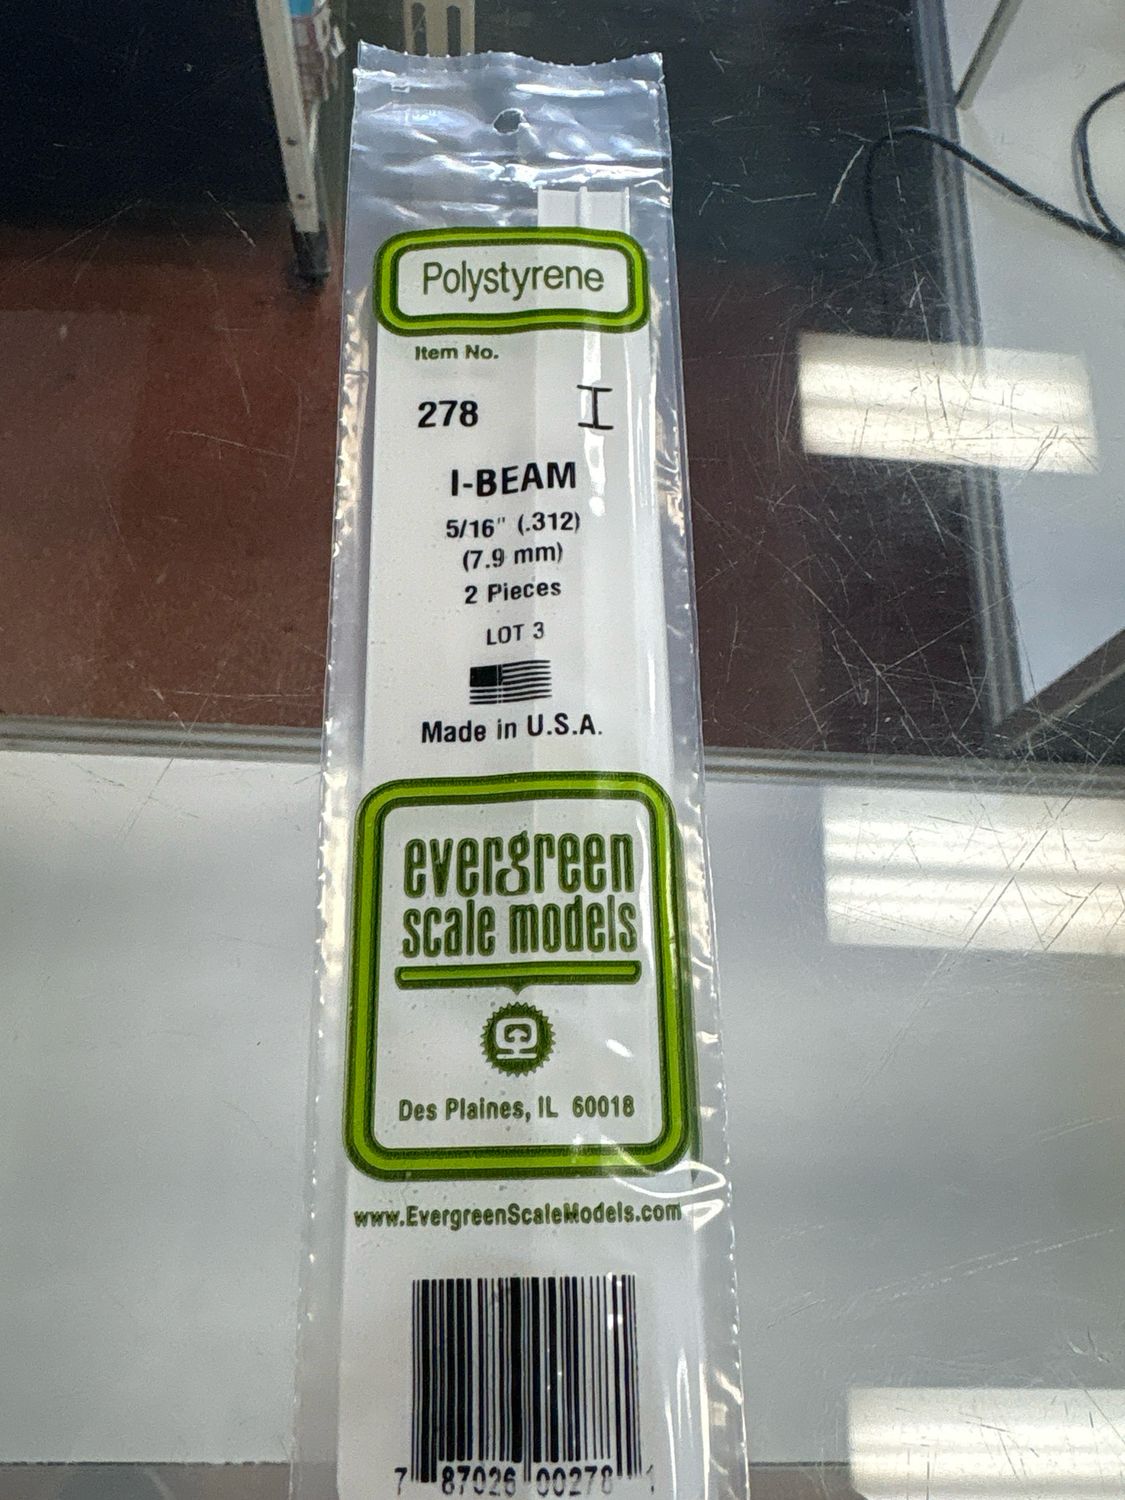 Polystyrene
Item No.
278
I-BEAM
5/16" (.312)
(7.9 mm)
2 Pieces
LOT 3
Made in U.S.A.
evergreen
scale models
Des Plaines, IL 60018
www.EvergreenScaleModels.com
7 87026 00278 1